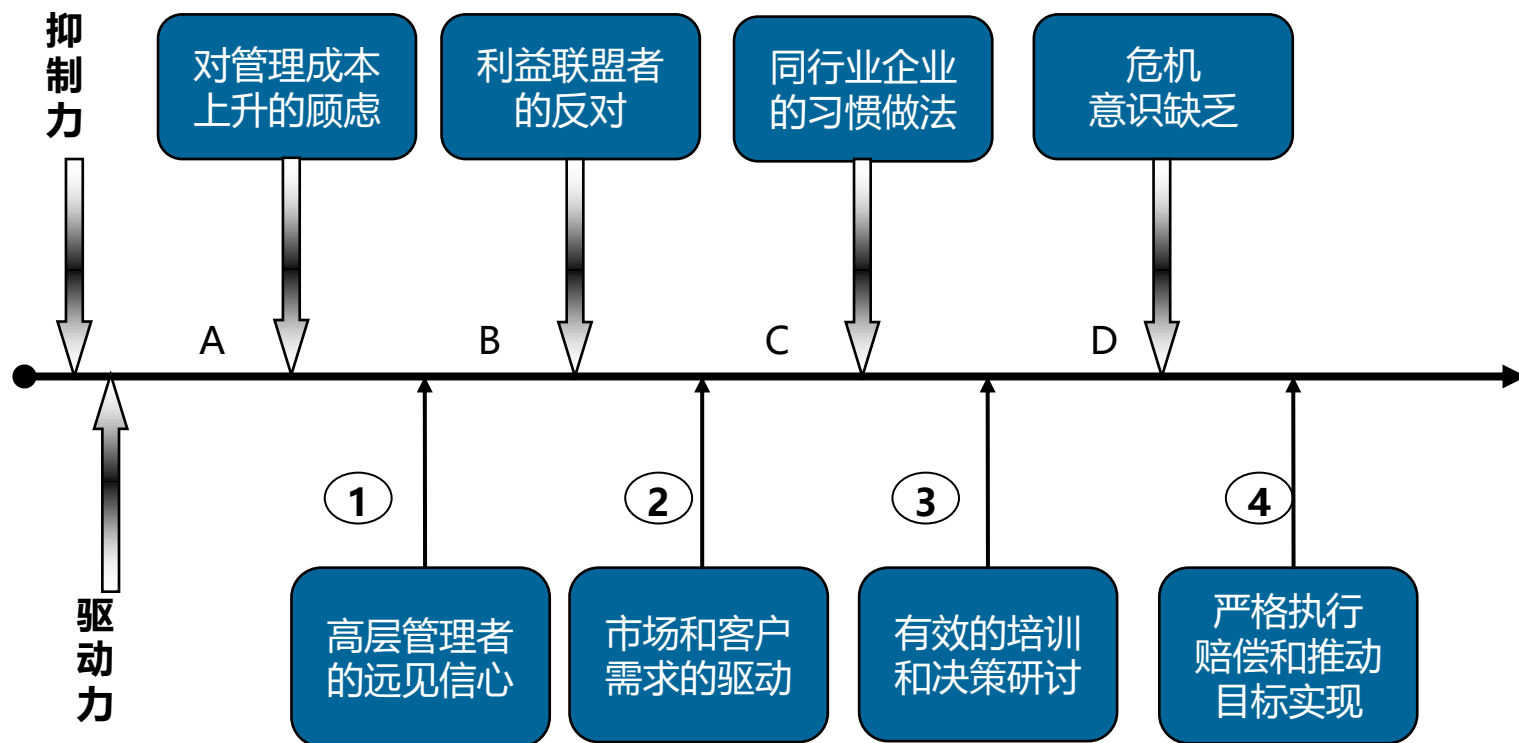 抑
制
力
对管理成本
上升的顾虑
利益联盟者
的反对
同行业企业
的习惯做法
危机
意识缺乏
A
B
C
D
1
2
3
4
驱
动
力
高层管理者
的远见信心
市场和客户
需求的驱动
有效的培训
和决策研讨
严格执行
赔偿和推动
目标实现